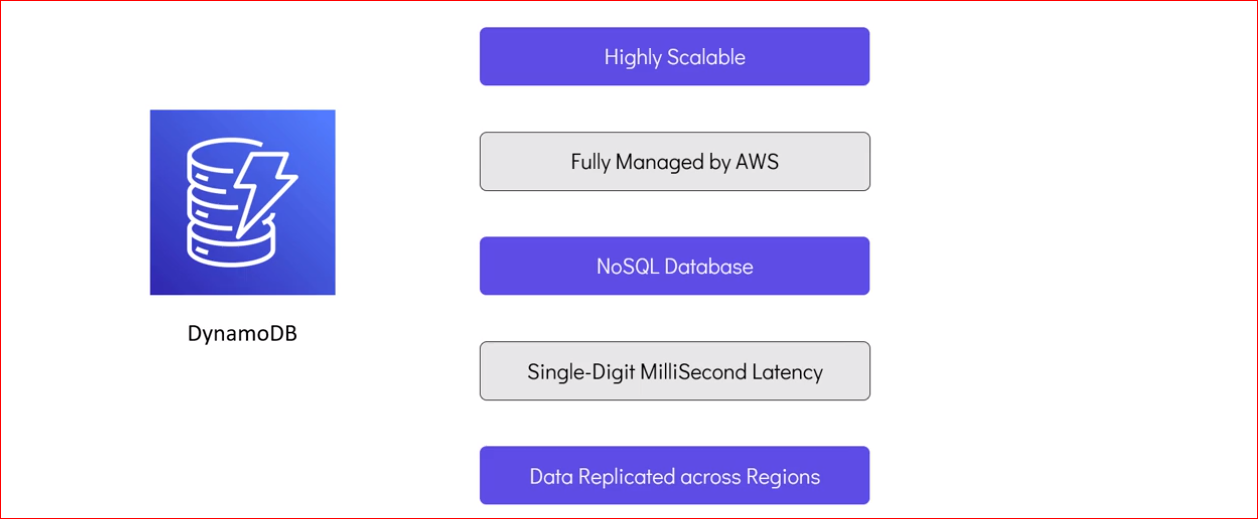 Highly Scalable
Fully Managed by AWS
NoSQL Database
DynamoDB
Single-Digit MilliSecond Latency
Data Replicated across Regions